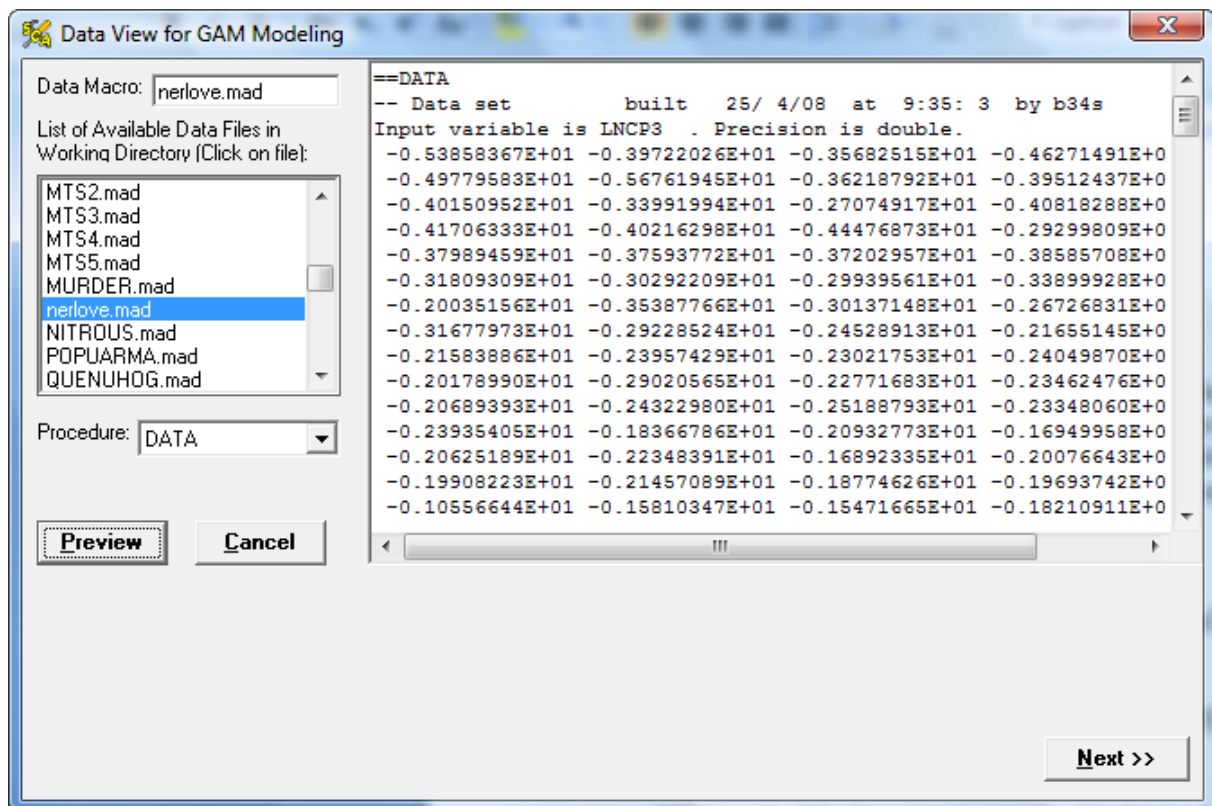 Data View for GAM Modeling
Data Macro: nerlove.mad
List of Available Data Files in
Working Directory (Click on file):
MTS2.mad
MTS3.mad
MTS4.mad
MTS5.mad
MURDER.mad
nerlove.mad
NITROUS.mad
POPUARMA.mad
QUENUHOG.mad
Procedure: DATA
Preview
Cancel
==DATA
-- Data set built 25/ 4/08 at 9:35: 3 by b34s
Input variable is LNCP3 . Precision is double.
-0.53858367E+01 -0.39722026E+01 -0.35682515E+01 -0.46271491E+0
-0.49779583E+01 -0.56761945E+01 -0.36218792E+01 -0.39512437E+0
-0.40150952E+01 -0.33991994E+01 -0.27074917E+01 -0.40818288E+0
-0.41706333E+01 -0.40216298E+01 -0.44476873E+01 -0.29299809E+0
-0.37989459E+01 -0.37593772E+01 -0.37202957E+01 -0.38585708E+0
-0.31809309E+01 -0.30292209E+01 -0.29939561E+01 -0.33899928E+0
-0.20035156E+01 -0.35387766E+01 -0.30137148E+01 -0.26726831E+0
-0.31677973E+01 -0.29228524E+01 -0.24528913E+01 -0.21655145E+0
-0.21583886E+01 -0.23957429E+01 -0.23021753E+01 -0.24049870E+0
-0.20178990E+01 -0.29020565E+01 -0.22771683E+01 -0.23462476E+0
-0.20689393E+01 -0.24322980E+01 -0.25188793E+01 -0.23348060E+0
-0.23935405E+01 -0.18366786E+01 -0.20932773E+01 -0.16949958E+0
-0.20625189E+01 -0.22348391E+01 -0.16892335E+01 -0.20076643E+0
-0.19908223E+01 -0.21457089E+01 -0.18774626E+01 -0.19693742E+0
-0.10556644E+01 -0.15810347E+01 -0.15471665E+01 -0.18210911E+0
Next >>